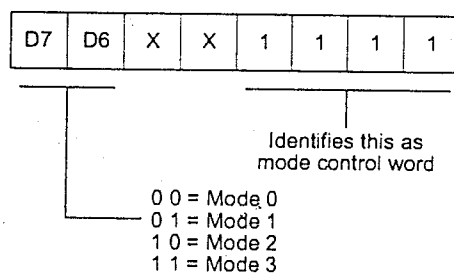 D7 D6 X X 1 1 1 1
Identifies this as
mode control word
0 0 = Mode 0
0 1 = Mode 1
1 0 = Mode 2
1 1 = Mode 3